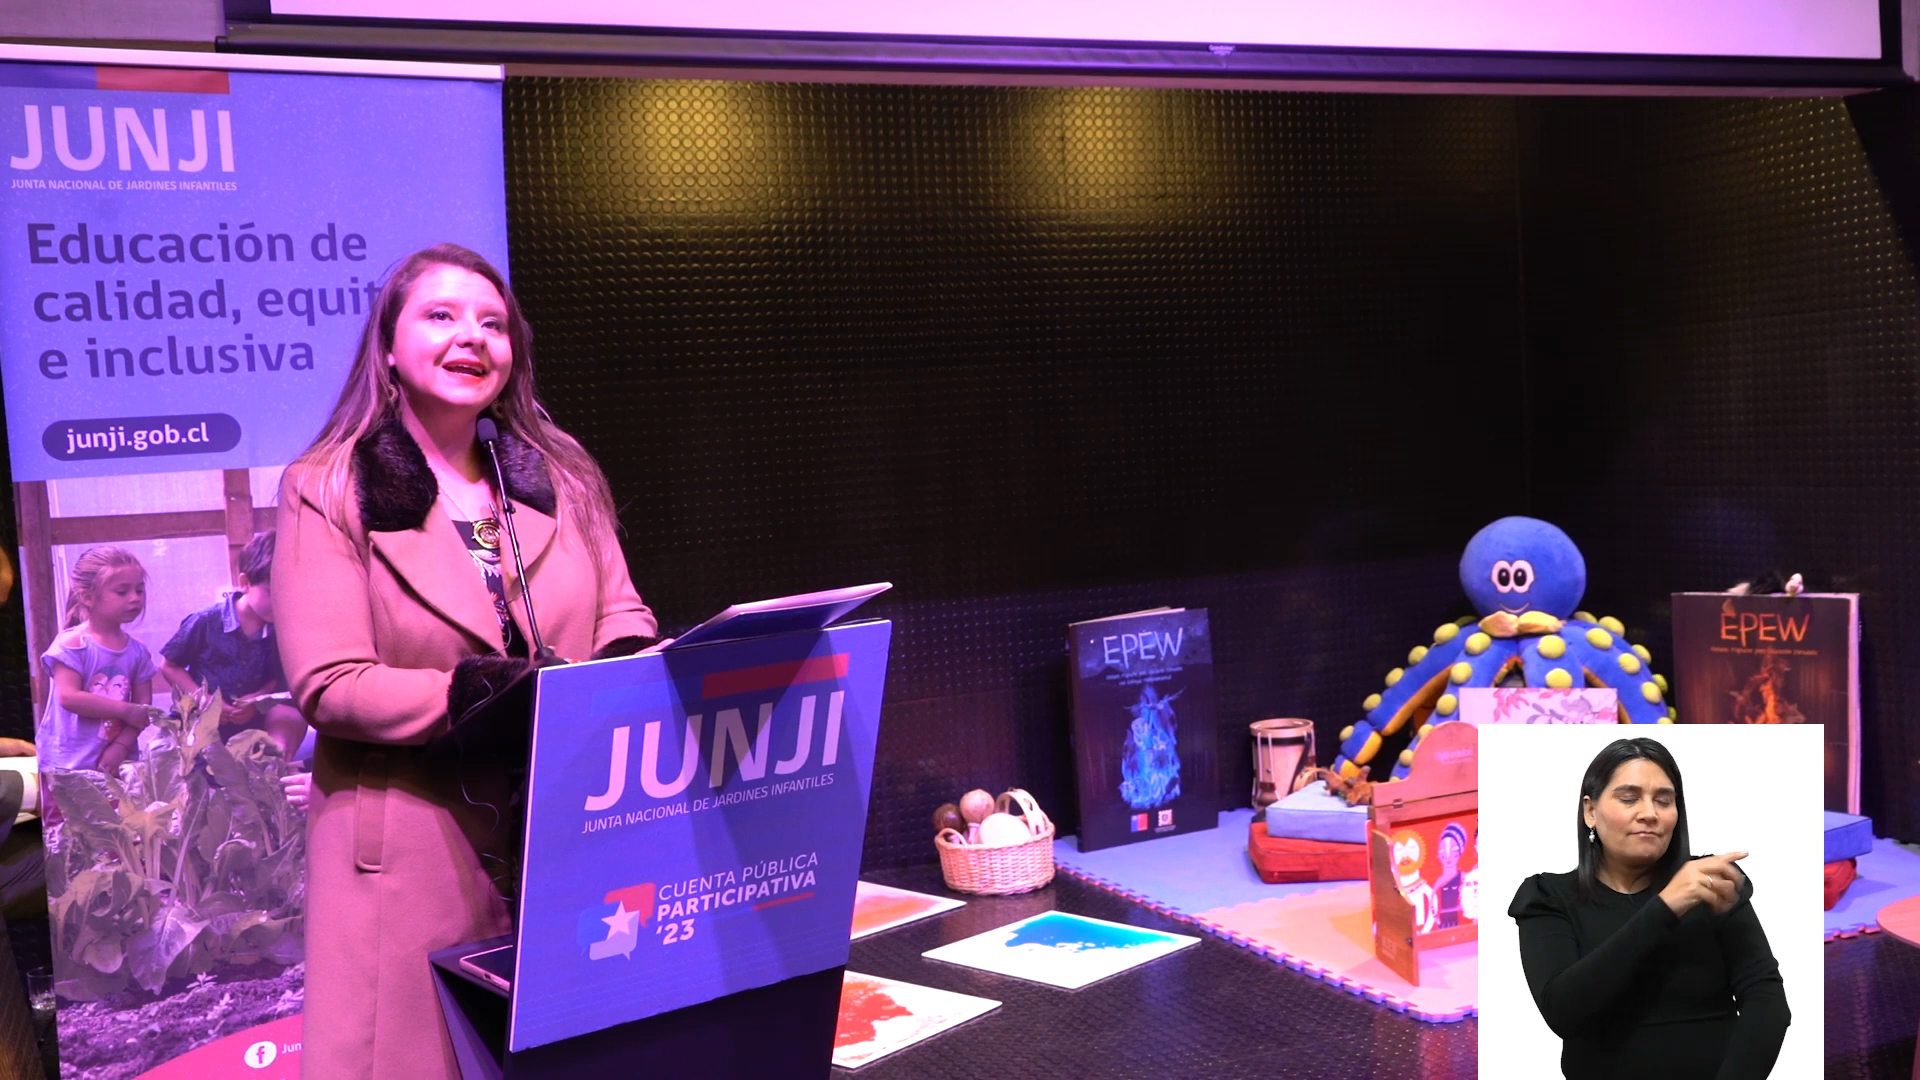 JUNJI
JUNTA NACIONAL DE JARDINES INFANTILES
Educación de
calidad, equit
e inclusiva
junji.gob.cl
Jun
JUNJI
JUNTA NACIONAL DE JARDINES INFANTILES
CUENTA PÚBLICA
PARTICIPATIVA
'23
EPEW
EPEW